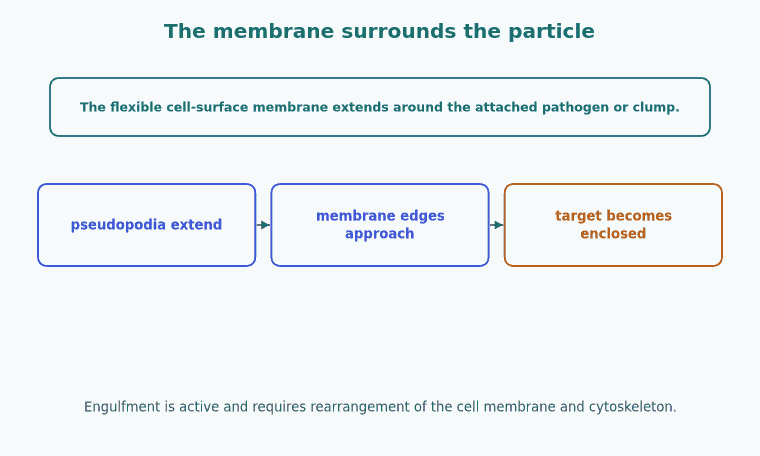 The membrane surrounds the particle
The flexible cell-surface membrane extends around the attached pathogen or clump.
pseudopodia extend
membrane edges
approach
target becomes
enclosed
Engulfment is active and requires rearrangement of the cell membrane and cytoskeleton.